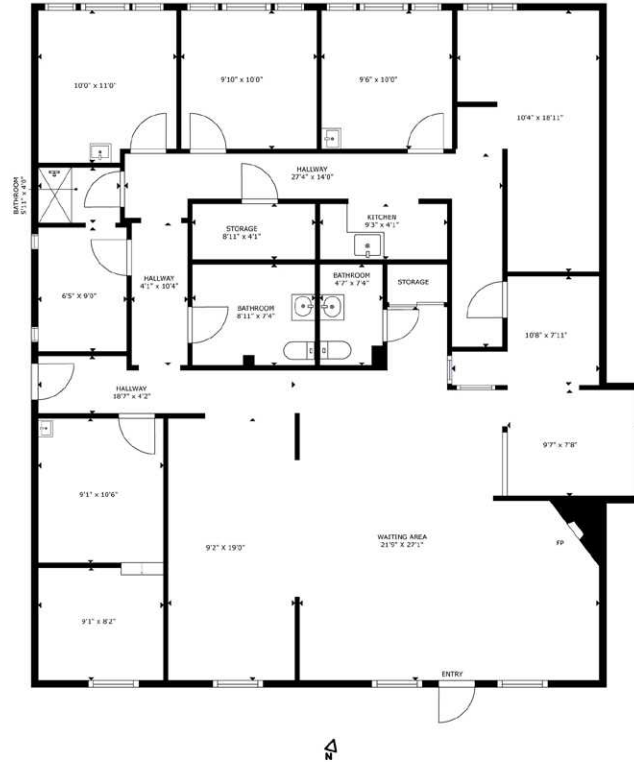 10'0" x 11'0"
9'10" x 10'0"
9'6" x 10'0"
10'4" x 18'11"
HALLWAY
27'4" x 14'0"
BATHROOM
5'11" x 4'0"
STORAGE
8'11" x 4'1"
KITCHEN
9'3" x 4'1"
6'5" x 9'0"
HALLWAY
4'1" x 10'4"
BATHROOM
8'11" x 7'4"
BATHROOM
4'7" x 7'4"
STORAGE
10'8" x 7'11"
HALLWAY
18'7" x 4'2"
9'7" x 7'8"
9'1" x 10'6"
9'2" x 19'0"
WAITING AREA
21'5" x 27'1"
FP
9'1" x 8'2"
ENTRY
N